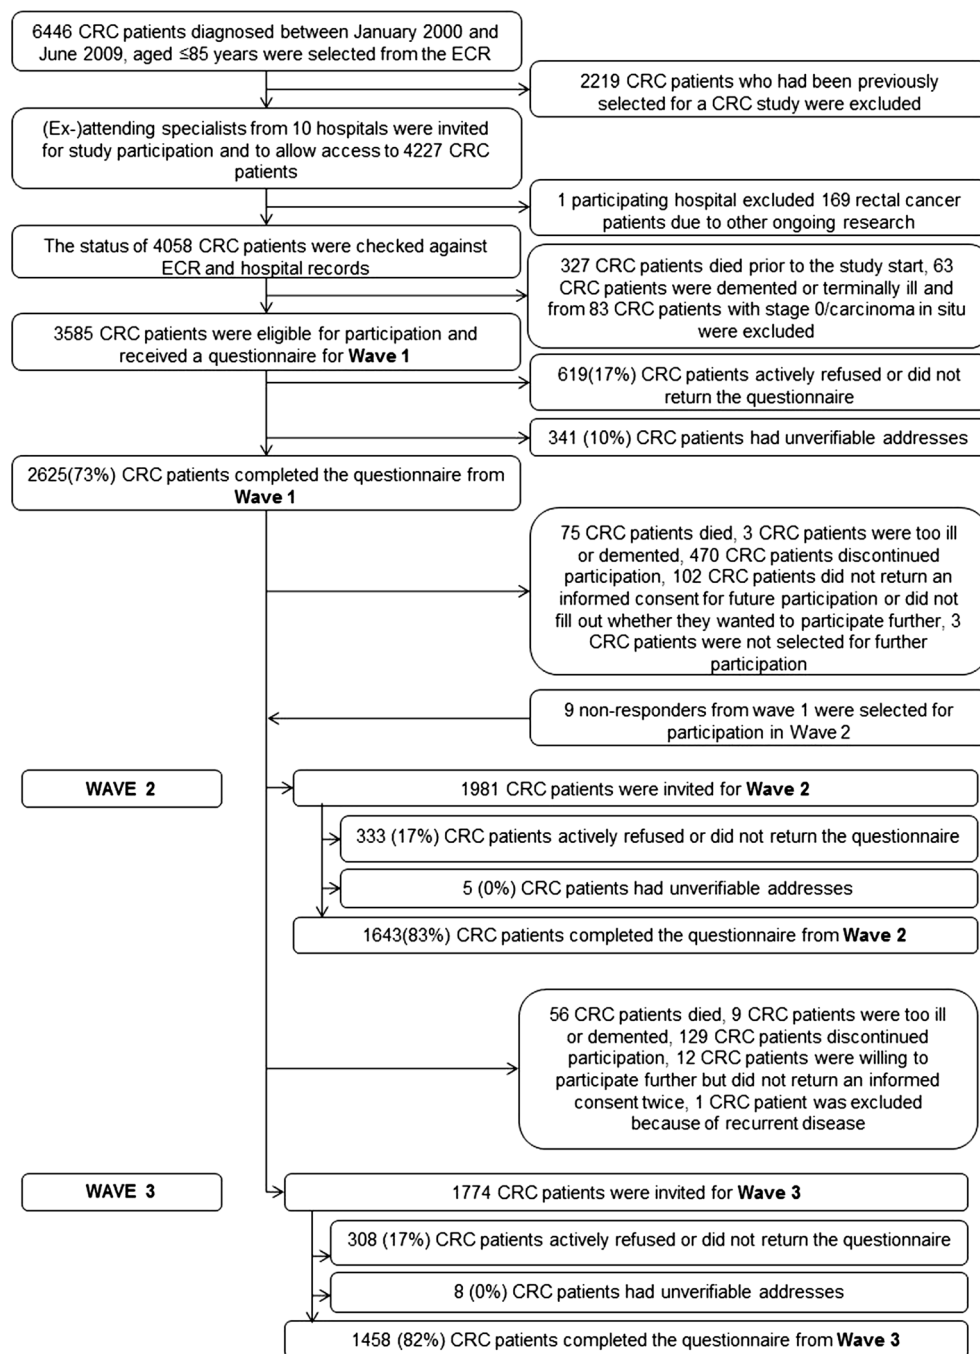 6446 CRC patients diagnosed between January 2000 and
June 2009, aged ≤85 years were selected from the ECR
2219 CRC patients who had been previously
selected for a CRC study were excluded
(Ex-)attending specialists from 10 hospitals were invited
for study participation and to allow access to 4227 CRC
patients
1 participating hospital excluded 169 rectal cancer
patients due to other ongoing research
The status of 4058 CRC patients were checked against
ECR and hospital records
327 CRC patients died prior to the study start, 63
CRC patients were demented or terminally ill and
from 83 CRC patients with stage 0/carcinoma in situ
were excluded
3585 CRC patients were eligible for participation and
received a questionnaire for Wave 1
619(17%) CRC patients actively refused or did not
return the questionnaire
341 (10%) CRC patients had unverifiable addresses
2625(73%) CRC patients completed the questionnaire from
Wave 1
75 CRC patients died, 3 CRC patients were too ill
or demented, 470 CRC patients discontinued
participation, 102 CRC patients did not return an
informed consent for future participation or did not
fill out whether they wanted to participate further, 3
CRC patients were not selected for further
participation
9 non-responders from wave 1 were selected for
participation in Wave 2
WAVE 2
1981 CRC patients were invited for Wave 2
333 (17%) CRC patients actively refused or did not return the questionnaire
5 (0%) CRC patients had unverifiable addresses
1643(83%) CRC patients completed the questionnaire from Wave 2
56 CRC patients died, 9 CRC patients were too ill
or demented, 129 CRC patients discontinued
participation, 12 CRC patients were willing to
participate further but did not return an informed
consent twice, 1 CRC patient was excluded
because of recurrent disease
WAVE 3
1774 CRC patients were invited for Wave 3
308 (17%) CRC patients actively refused or did not return the questionnaire
8 (0%) CRC patients had unverifiable addresses
1458 (82%) CRC patients completed the questionnaire from Wave 3